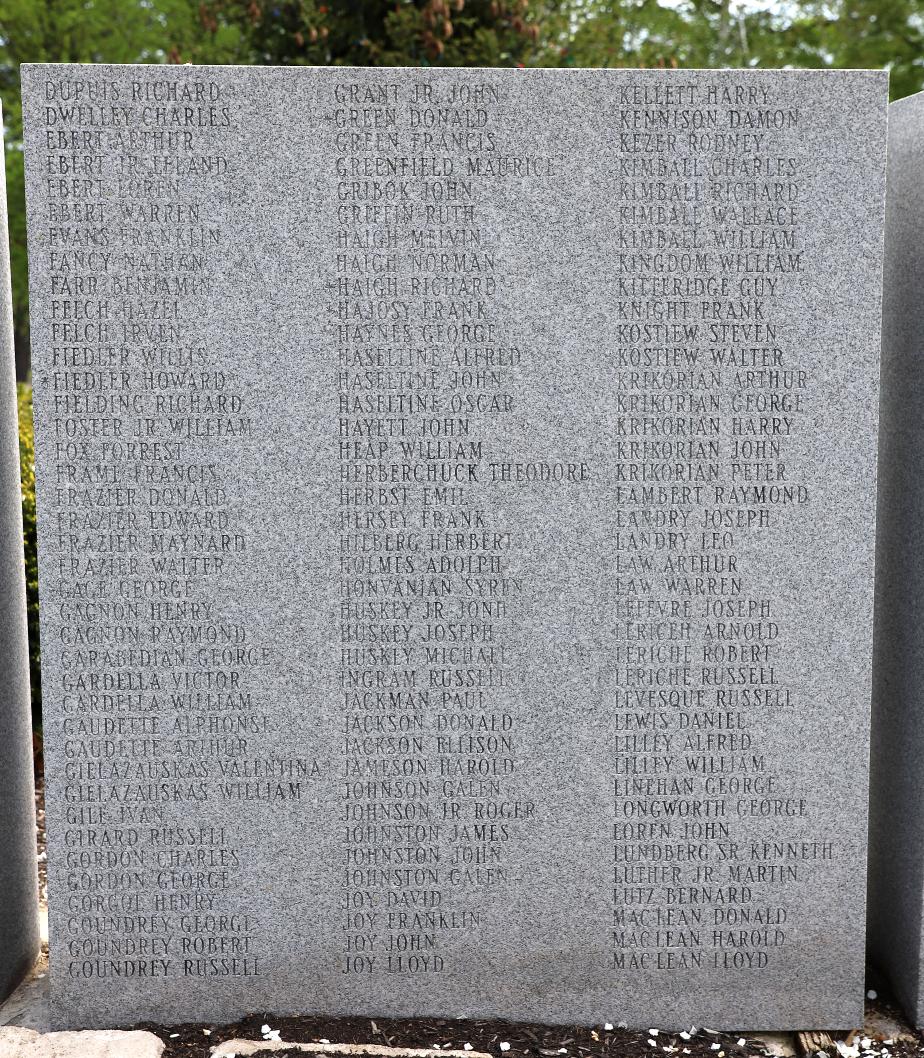 DUPUIS RICHARD
DWELLEY CHARLES
EBERT ARTHUR
EBERT JR LELAND
EBERT LOREN
EBERT WARREN
EVANS FRANKLIN
FANCY NATHAN
FARR BENJAMIN
FEECH HAZEL
FELCH IRVEN
FIEDLER WILLIS
FIEDLER HOWARD
FIELDING RICHARD
FOSTER JR WILLIAM
FOX FORREST
FRAME FRANCIS
FRAZIER DONALD
FRAZIER EDWARD
FRAZIER MAYNARD
FRAZIER WALTER
GAGE GEORGE
GAGNON HENRY
GAGNON RAYMOND
GARABEDIAN GEORGE
GARDELLA VICTOR
GARDELLA WILLIAM
GAUDETTE ALPHONSE
GAUDETTE ARTHUR
GIELAZAUSKAS VALENTINA
GIELAZAUSKAS WILLIAM
GILE IVAN
GIRARD RUSSELL
GORDON CHARLES
GORDON GEORGE
GORGOL HENRY
GOUNDREY GEORGE
GOUNDREY ROBERT
GOUNDREY RUSSELL
GRANT JR JOHN
GREEN DONALD
GREEN FRANCIS
GREENFIELD MAURICE
GRIBOK JOHN
GRIFFIN RUTH
HAIGH MELVIN
HAIGH NORMAN
HAIGH RICHARD
HAJOSY FRANK
HAYNES GEORGE
HASELTINE ALFRED
HASELTINE JOHN
HASELTINE OSCAR
HAYETT JOHN
HEAP WILLIAM
HERBERCHUCK THEODORE
HERBST EMIL
HERSEY FRANK
HILBERG HERBERT
HOLMES ADOLPH
HONVANJAN SYREN
HUSKEY JR JONH
HUSKEY JOSEPH
HUSKEY MICHAEL
INGRAM RUSSELL
JACKMAN PAUL
JACKSON DONALD
JACKSON ELLISON
JAMESON HAROLD
JOHNSON GALEN
JOHNSON JR ROGER
JOHNSTON JAMES
JOHNSTON JOHN
JOHNSTON GALEN
JOY DAVID
JOY FRANKLIN
JOY JOHN
JOY LLOYD
KELLETT HARRY
KENNISON DAMON
KEZER RODNEY
KIMBALL CHARLES
KIMBALL RICHARD
KIMBALL WALLACE
KIMBALL WILLIAM
KINGDOM WILLIAM
KITTERIDGE GUY
KNIGHT FRANK
KOSTIEW STEVEN
KOSTIEW WALTER
KRIKORIAN ARTHUR
KRIKORIAN GEORGE
KRIKORIAN HARRY
KRIKORIAN JOHN
KRIKORIAN PETER
LAMBERT RAYMOND
LANDRY JOSEPH
LANDRY LEO
LAW ARTHUR
LAW WARREN
LEFEVRE JOSEPH
LERICEH ARNOLD
LERICHE ROBERT
LERICHE RUSSELL
LEVESQUE RUSSELL
LEWIS DANIEL
LILLEY ALFRED
LILLEY WILLIAM
LINEHAN GEORGE
LONGWORTH GEORGE
LOREN JOHN
LUNDBERG SR KENNETH
LUTHER JR MARTIN
LUTZ BERNARD
MACLEAN DONALD
MACLEAN HAROLD
MACLEAN LLOYD